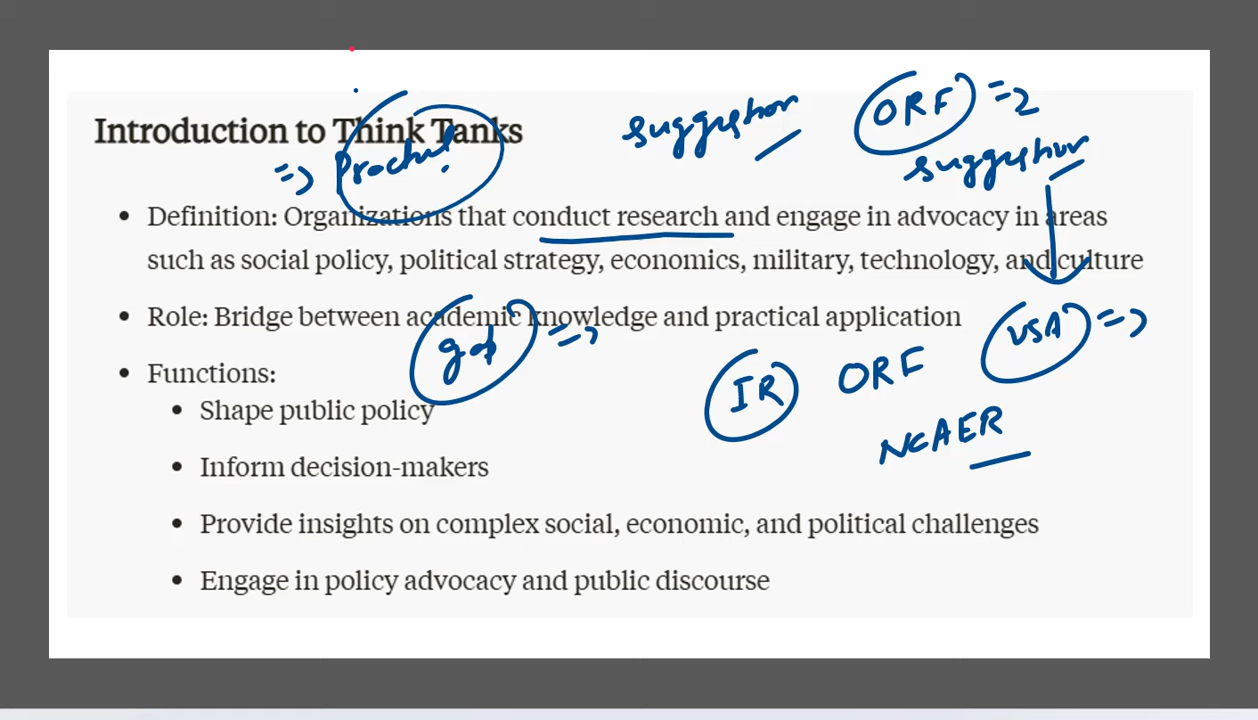 Introduction to Think Tanks
suggestion
ORF => 2
suggestion
=>
• Definition: Organizations that conduct research and engage in advocacy in areas
such as social policy, political strategy, economics, military, technology, and culture
• Role: Bridge between academic knowledge and practical application
=>
USA =>
IR
ORF
NCAER
• Functions:
• Shape public policy
• Inform decision-makers
• Provide insights on complex social, economic, and political challenges
• Engage in policy advocacy and public discourse